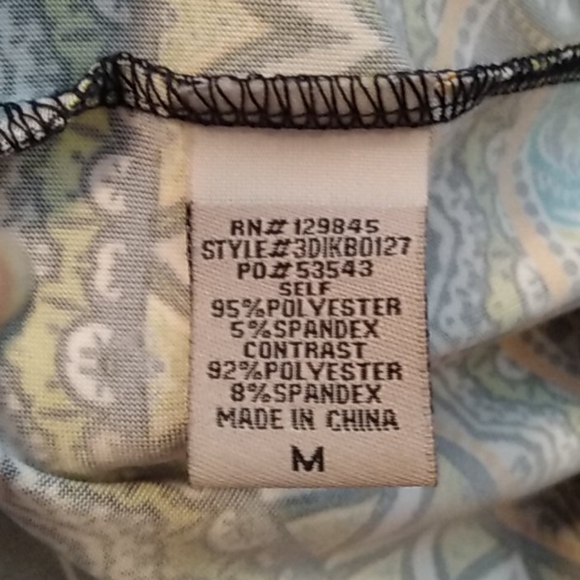 RN# 129845
STYLE#3DIKB0127
PO#53543
SELF
95%POLYESTER
5%SPANDEX
CONTRAST
92%POLYESTER
8%SPANDEX
MADE IN CHINA
M